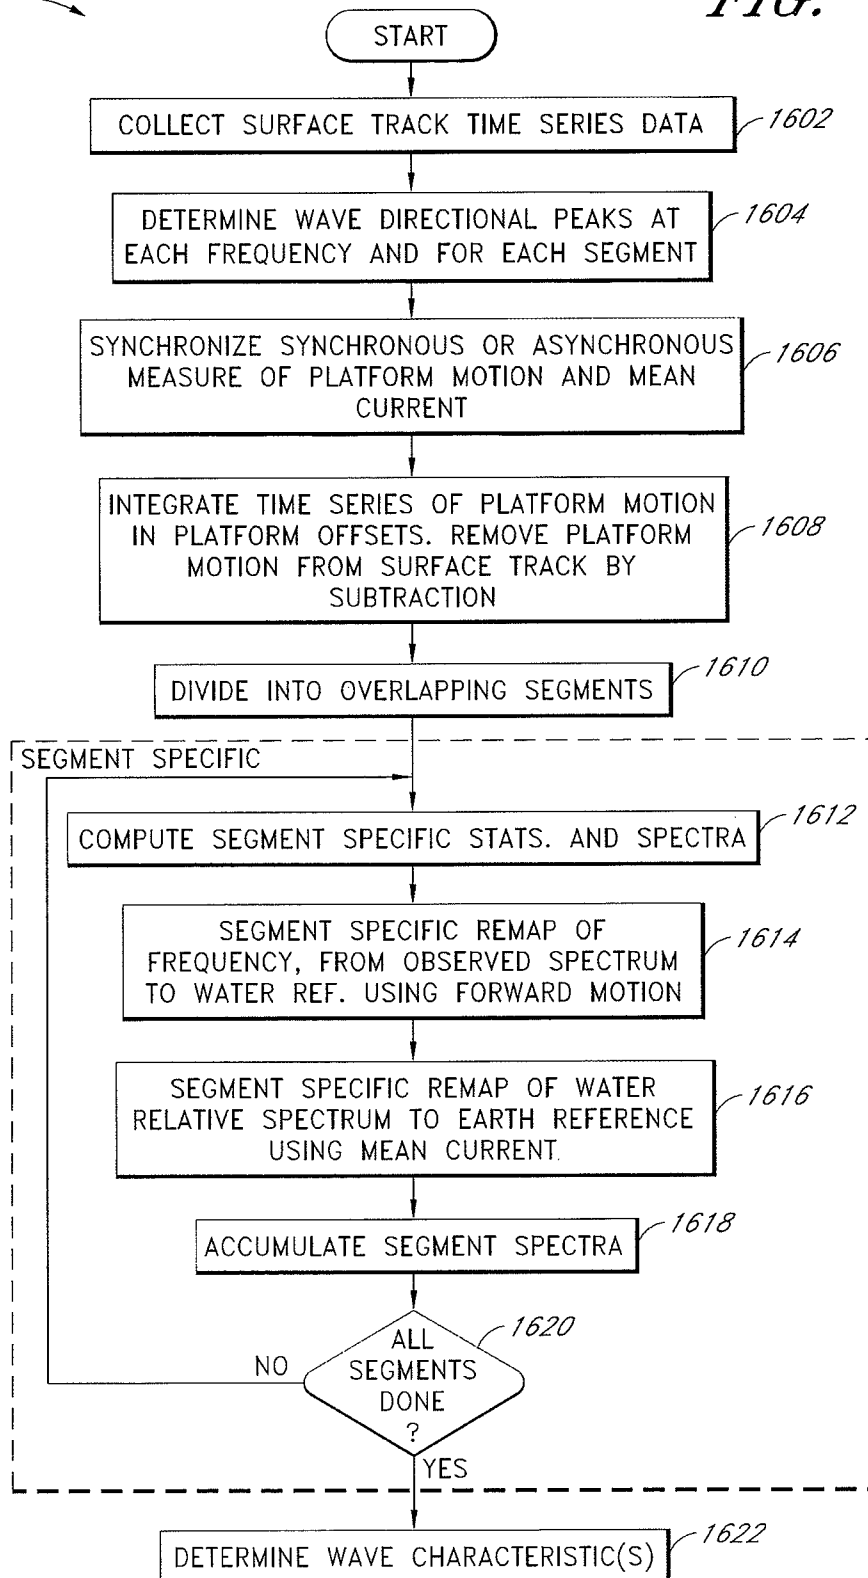 FIG.
START
COLLECT SURFACE TRACK TIME SERIES DATA
1602
DETERMINE WAVE DIRECTIONAL PEAKS AT
EACH FREQUENCY AND FOR EACH SEGMENT
1604
SYNCHRONIZE SYNCHRONOUS OR ASYNCHRONOUS
MEASURE OF PLATFORM MOTION AND MEAN
CURRENT
1606
INTEGRATE TIME SERIES OF PLATFORM MOTION
IN PLATFORM OFFSETS. REMOVE PLATFORM
MOTION FROM SURFACE TRACK BY
SUBTRACTION
1608
DIVIDE INTO OVERLAPPING SEGMENTS
1610
SEGMENT SPECIFIC
COMPUTE SEGMENT SPECIFIC STATS. AND SPECTRA
1612
SEGMENT SPECIFIC REMAP OF
FREQUENCY, FROM OBSERVED SPECTRUM
TO WATER REF. USING FORWARD MOTION
1614
SEGMENT SPECIFIC REMAP OF WATER
RELATIVE SPECTRUM TO EARTH REFERENCE
USING MEAN CURRENT.
1616
ACCUMULATE SEGMENT SPECTRA
1618
ALL
SEGMENTS
DONE
?
1620
NO
YES
DETERMINE WAVE CHARACTERISTIC(S)
1622